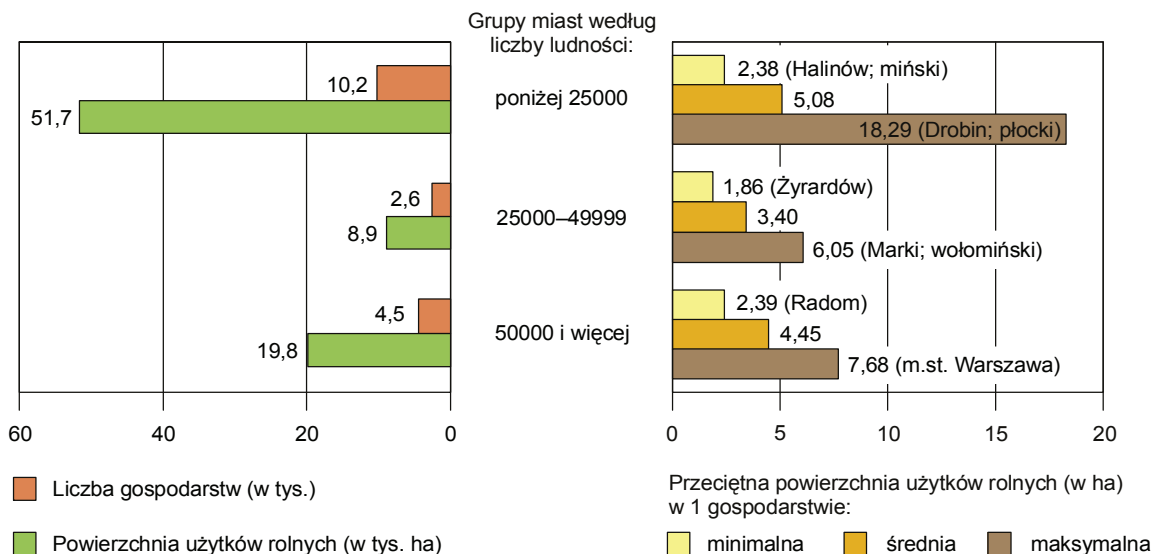 Grupy miast według
liczby ludności:
10,2
51,7
poniżej 25000
2,38 (Halinów; miński)
5,08
18,29 (Drobin; płocki)
2,6
8,9
25000–49999
1,86 (Żyrardów)
3,40
6,05 (Marki; wołomiński)
4,5
19,8
50000 i więcej
2,39 (Radom)
4,45
7,68 (m.st. Warszawa)
60 40 20 0
0 5 10 15 20
Liczba gospodarstw (w tys.)
Powierzchnia użytków rolnych (w tys. ha)
Przeciętna powierzchnia użytków rolnych (w ha)
w 1 gospodarstwie:
minimalna średnia maksymalna